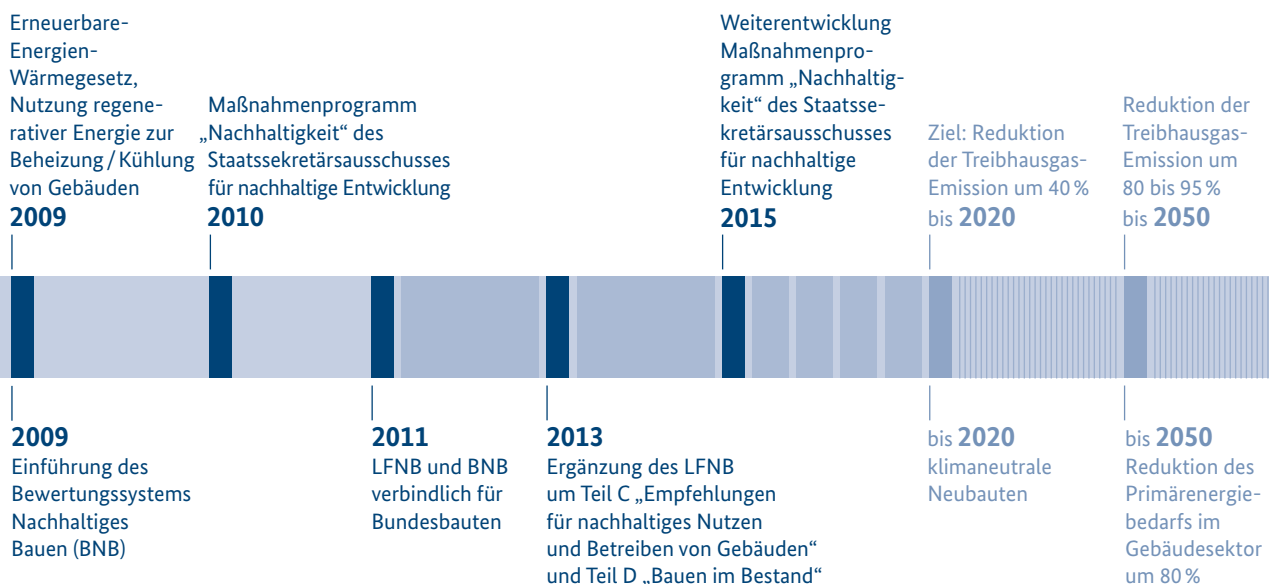 Erneuerbare-
Energien-
Wärmegesetz,
Nutzung regene-
rativer Energie zur
Beheizung / Kühlung
von Gebäuden
2009
Maßnahmenprogramm
„Nachhaltigkeit“ des
Staatssekretärsausschusses
für nachhaltige Entwicklung
2010
Weiterentwicklung
Maßnahmenpro-
gramm „Nachhaltig-
keit“ des Staatsse-
kretärsausschusses
für nachhaltige
Entwicklung
2015
Ziel: Reduktion
der Treibhausgas-
Emission um 40 %
bis 2020
Reduktion der
Treibhausgas-
Emission um
80 bis 95 %
bis 2050
2009
Einführung des
Bewertungssystems
Nachhaltiges
Bauen (BNB)
2011
LFNB und BNB
verbindlich für
Bundesbauten
2013
Ergänzung des LFNB
um Teil C „Empfehlungen
für nachhaltiges Nutzen
und Betreiben von Gebäuden“
und Teil D „Bauen im Bestand“
bis 2020
klimaneutrale
Neubauten
bis 2050
Reduktion des
Primärenergie-
bedarfs im
Gebäudesektor
um 80 %